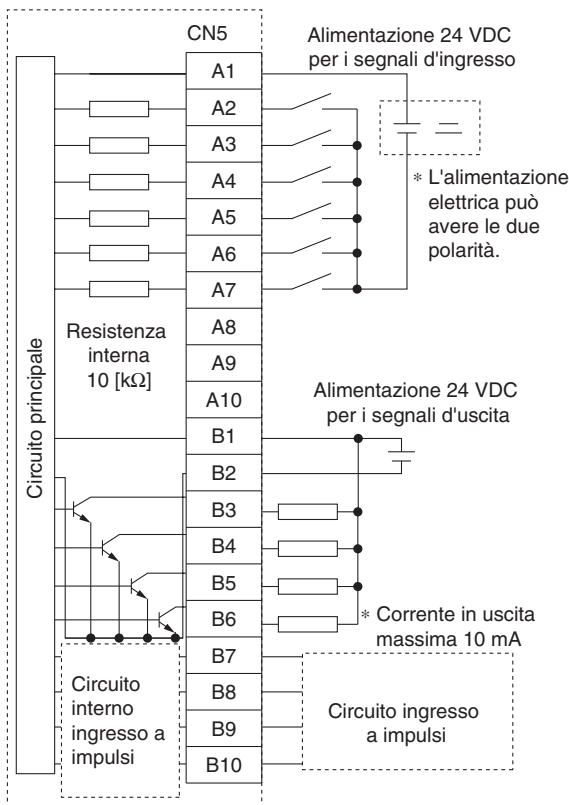 CN5
Alimentazione 24 VDC
per i segnali d'ingresso
A1
A2
A3
A4
A5
A6
A7
A8
A9
A10
B1
B2
B3
B4
B5
B6
B7
B8
B9
B10
* L'alimentazione
elettrica può
avere le due
polarità.
Circuito principale
Resistenza
interna
10 [kΩ]
Alimentazione 24 VDC
per i segnali d'uscita
* Corrente in uscita
massima 10 mA
Circuito
interno
ingresso a
impulsi
Circuito ingresso
a impulsi